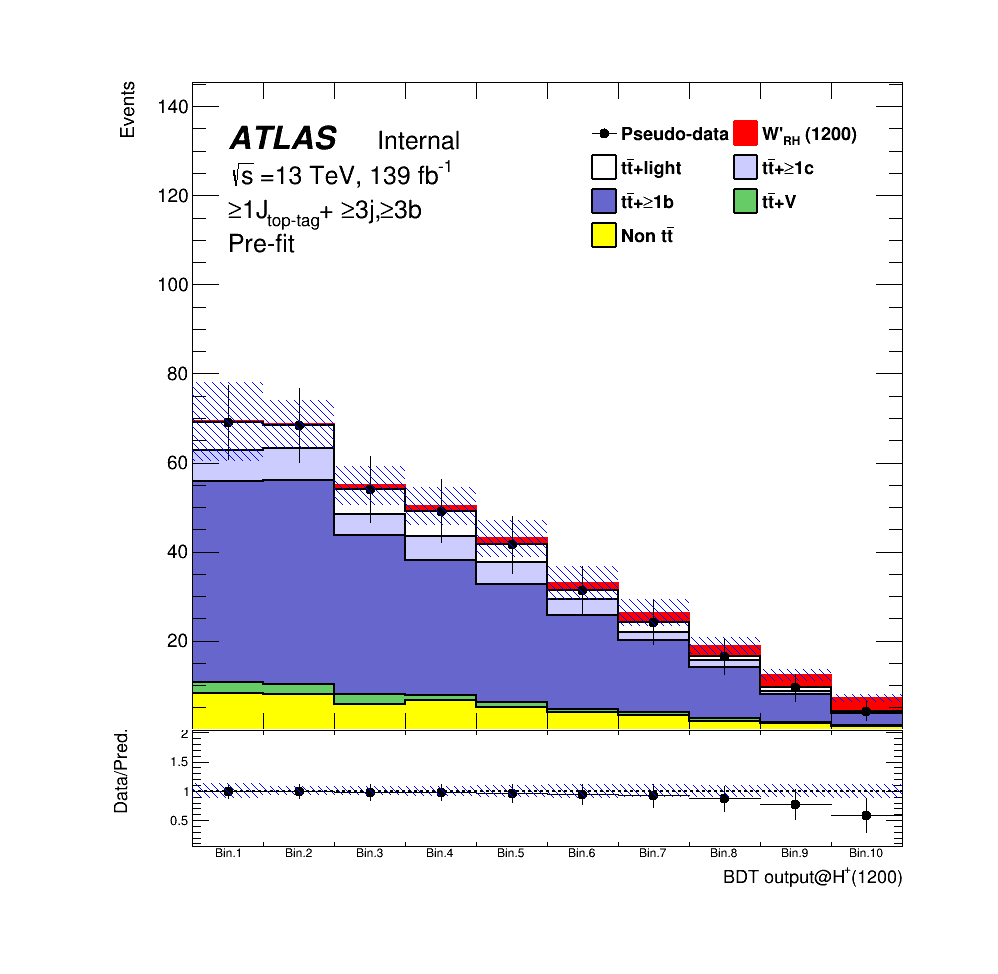 Events
140
120
100
80
60
40
20
ATLAS Internal
√s =13 TeV, 139 fb⁻¹
≥1J_top-tag+ ≥3j,≥3b
Pre-fit
Pseudo-data W'_RH (1200)
tt̄+light tt̄+≥1c
tt̄+≥1b tt̄+V
Non tt̄
Data/Pred.
2
1.5
1
0.5
Bin.1 Bin.2 Bin.3 Bin.4 Bin.5 Bin.6 Bin.7 Bin.8 Bin.9 Bin.10
BDT output@H⁺(1200)